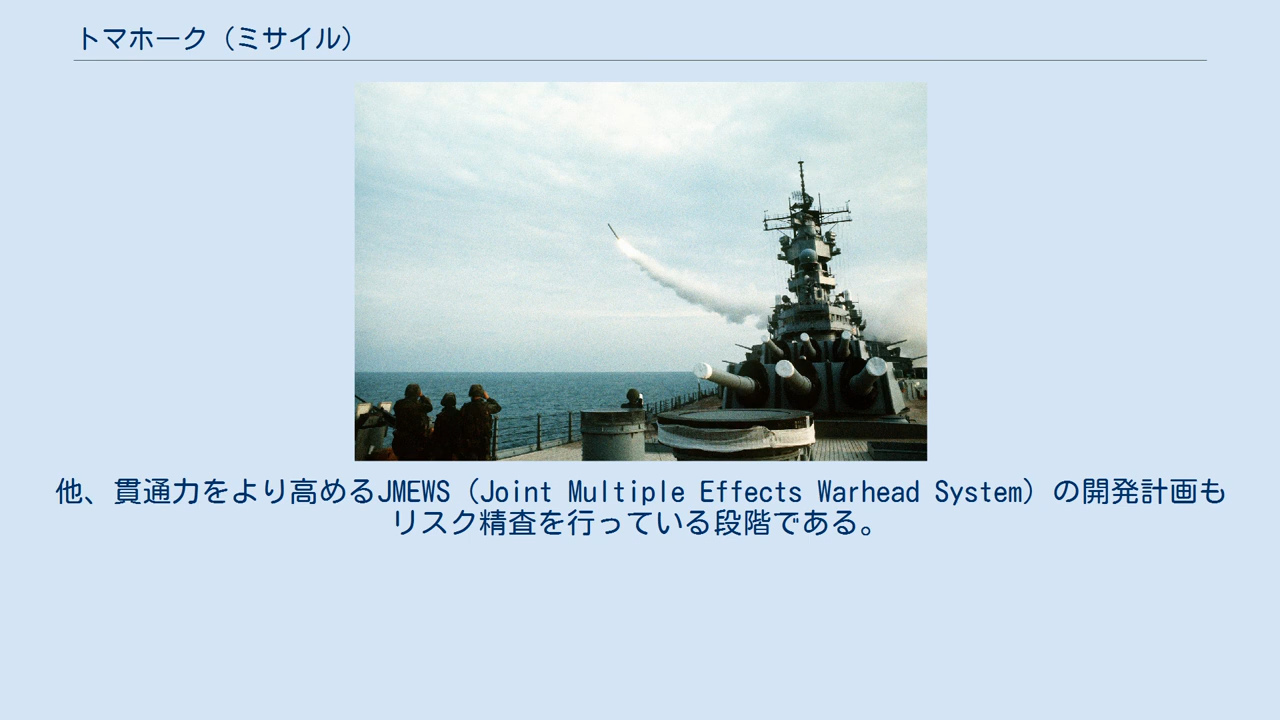 トマホーク（ミサイル）
他、貫通力をより高めるJMEWS（Joint Multiple Effects Warhead System）の開発計画も
リスク精査を行っている段階である。